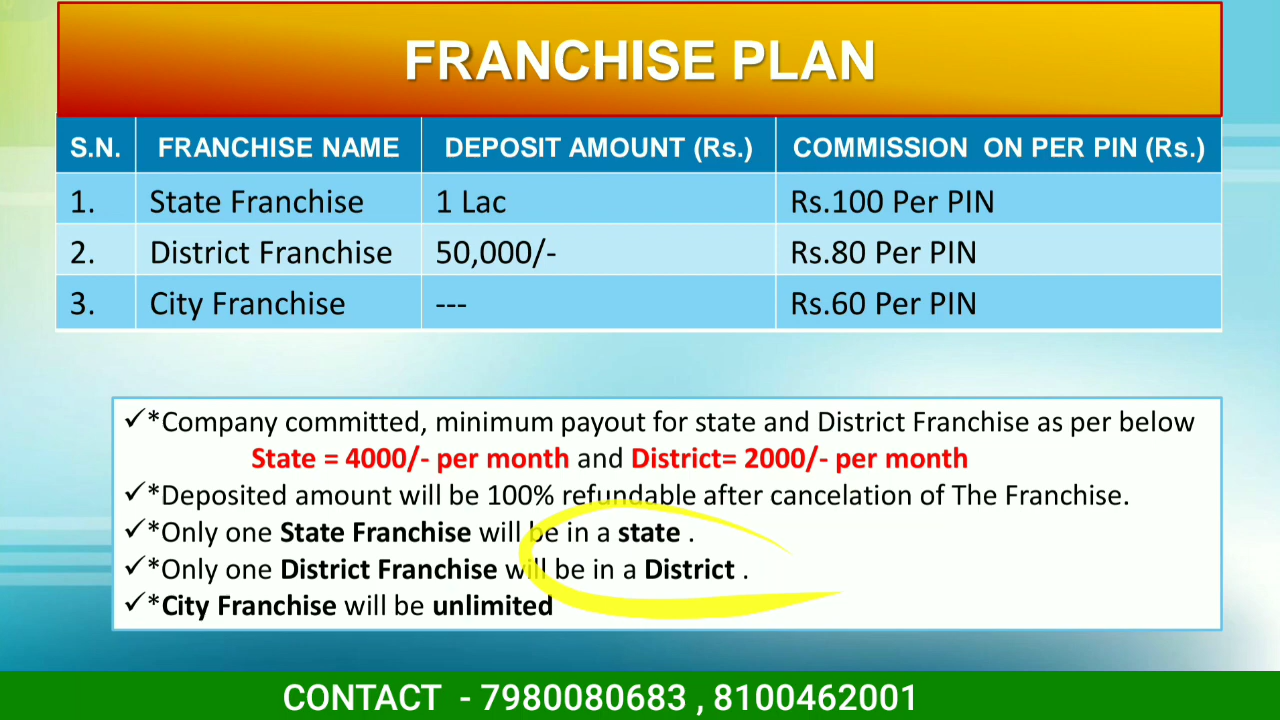 FRANCHISE PLAN
S.N. FRANCHISE NAME DEPOSIT AMOUNT (Rs.) COMMISSION ON PER PIN (Rs.)
1. State Franchise 1 Lac Rs.100 Per PIN
2. District Franchise 50,000/- Rs.80 Per PIN
3. City Franchise --- Rs.60 Per PIN
✓*Company committed, minimum payout for state and District Franchise as per below
State = 4000/- per month and District= 2000/- per month
✓*Deposited amount will be 100% refundable after cancelation of The Franchise.
✓*Only one State Franchise will be in a state .
✓*Only one District Franchise will be in a District .
✓*City Franchise will be unlimited
CONTACT - 7980080683 , 8100462001